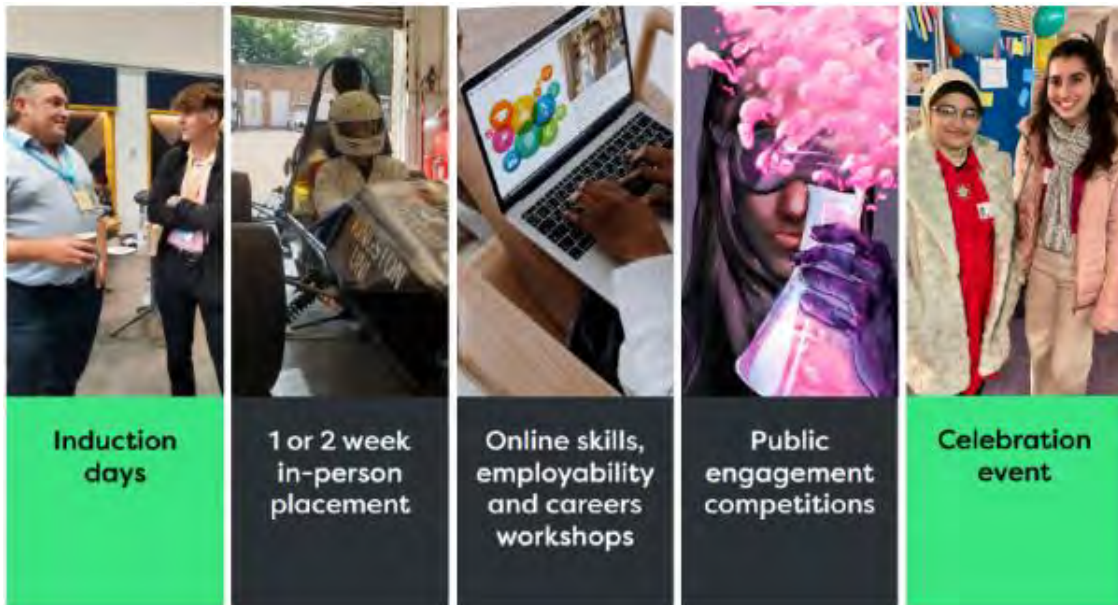 Induction
days
1 or 2 week
in-person
placement
Online skills,
employability
and careers
workshops
Public
engagement
competitions
Celebration
event